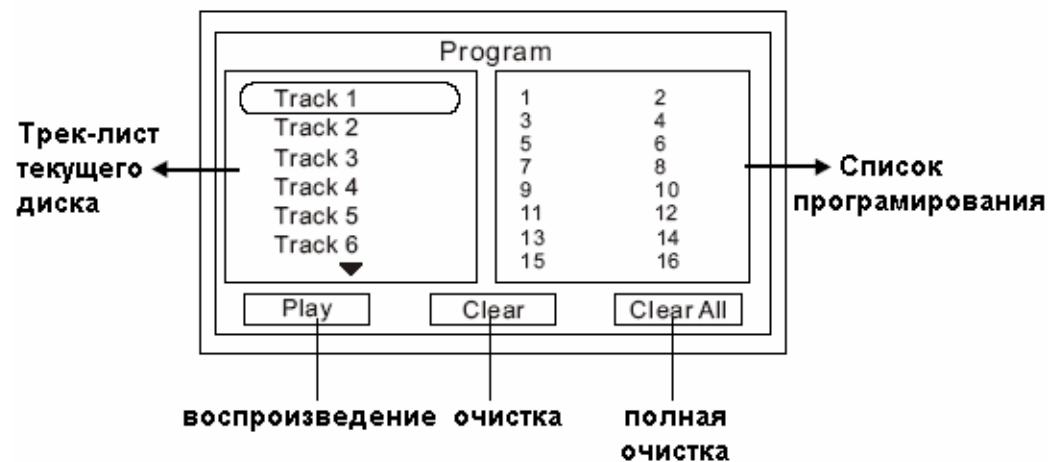 Program
Track 1
Track 2
Track 3
Track 4
Track 5
Track 6
1 2
3 4
5 6
7 8
9 10
11 12
13 14
15 16
Play Clear Clear All
Трек-лист
текущего
диска
Список
програмирования
воспроизведение очистка полная
очистка